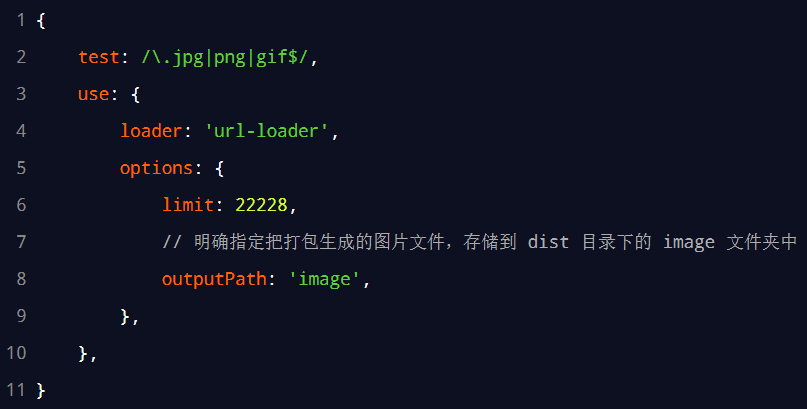 1 {
2 test: /\.jpg|png|gif$/,
3 use: {
4 loader: 'url-loader',
5 options: {
6 limit: 22228,
7 // 明确指定把打包生成的图片文件，存储到 dist 目录下的 image 文件夹中
8 outputPath: 'image',
9 },
10 },
11 }